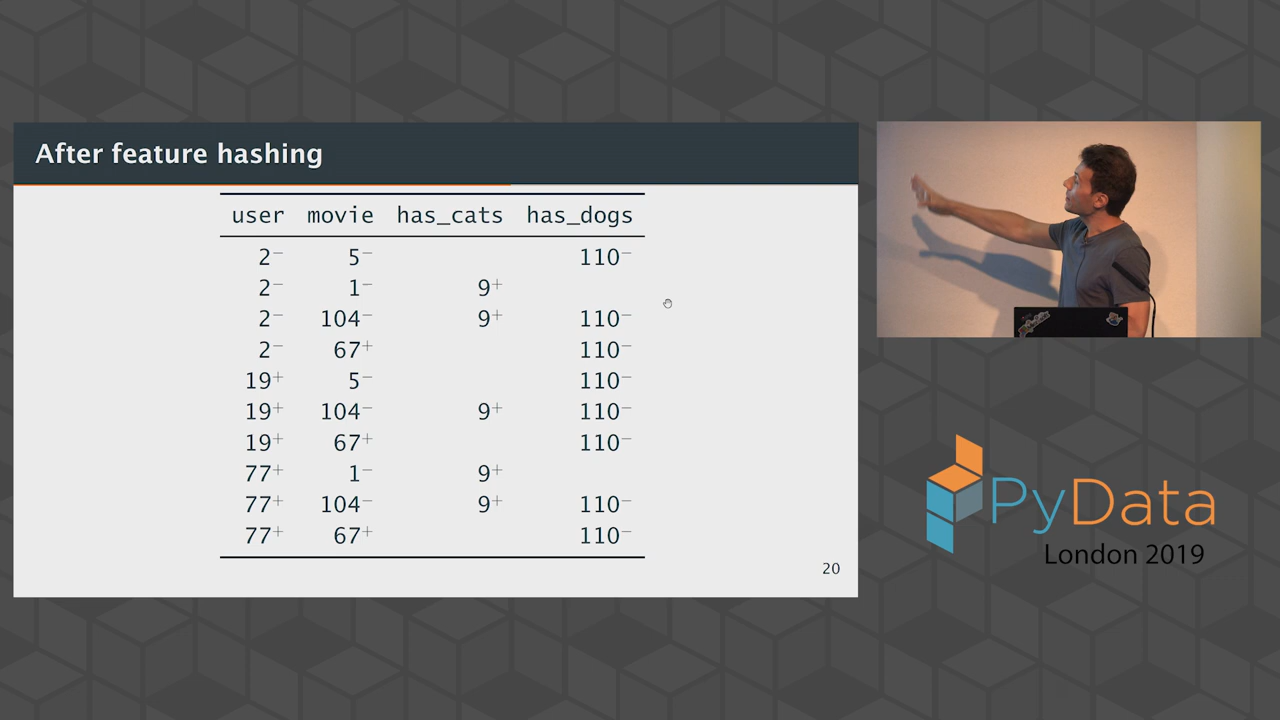 After feature hashing
user movie has_cats has_dogs
2⁻ 5⁻ 110⁻
2⁻ 1⁻ 9⁺
2⁻ 104⁻ 9⁺ 110⁻
2⁻ 67⁺ 110⁻
19⁺ 5⁻ 110⁻
19⁺ 104⁻ 9⁺ 110⁻
19⁺ 67⁺ 110⁻
77⁺ 1⁻ 9⁺
77⁺ 104⁻ 9⁺ 110⁻
77⁺ 67⁺ 110⁻
20
PyData
London 2019